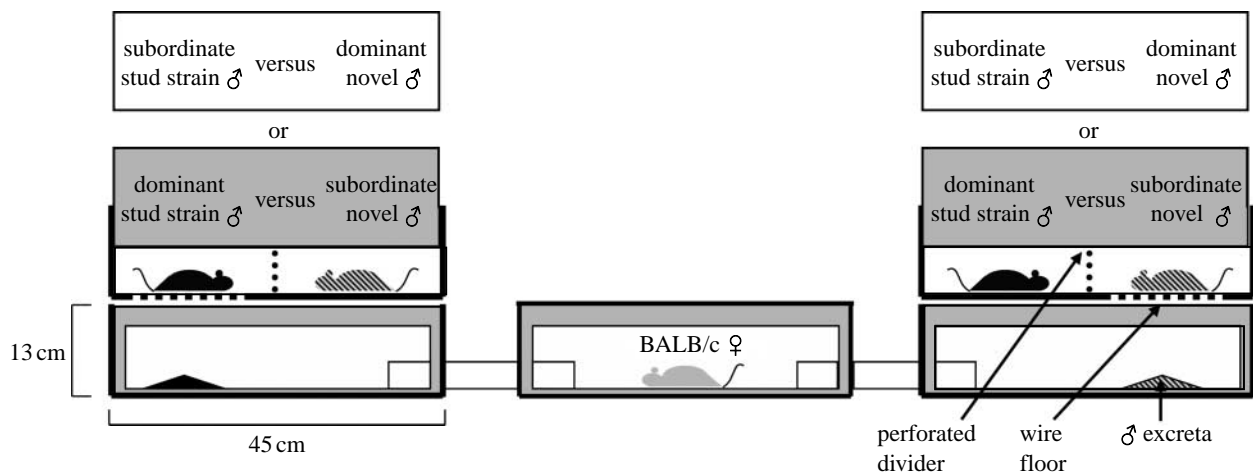 subordinate
stud strain ♂
versus
dominant
novel ♂
or
dominant
stud strain ♂
versus
subordinate
novel ♂
13 cm
45 cm
BALB/c ♀
subordinate
stud strain ♂
versus
dominant
novel ♂
or
dominant
stud strain ♂
versus
subordinate
novel ♂
perforated
divider
wire
floor
♂ excreta